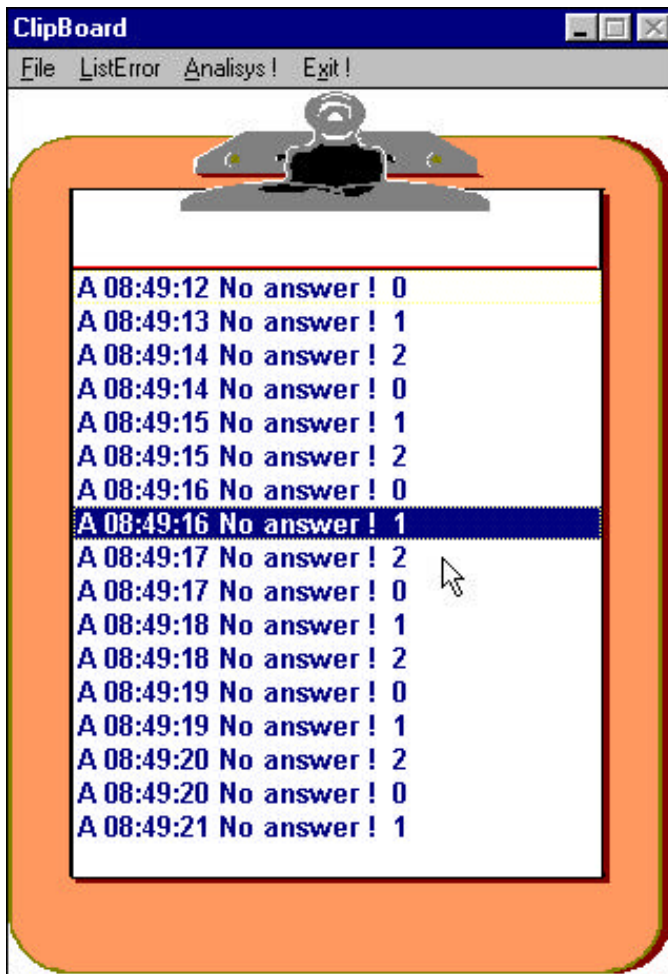 ClipBoard
File ListError Analisys ! Exit !
A 08:49:12 No answer ! 0
A 08:49:13 No answer ! 1
A 08:49:14 No answer ! 2
A 08:49:14 No answer ! 0
A 08:49:15 No answer ! 1
A 08:49:15 No answer ! 2
A 08:49:16 No answer ! 0
A 08:49:16 No answer ! 1
A 08:49:17 No answer ! 2
A 08:49:17 No answer ! 0
A 08:49:18 No answer ! 1
A 08:49:18 No answer ! 2
A 08:49:19 No answer ! 0
A 08:49:19 No answer ! 1
A 08:49:20 No answer ! 2
A 08:49:20 No answer ! 0
A 08:49:21 No answer ! 1